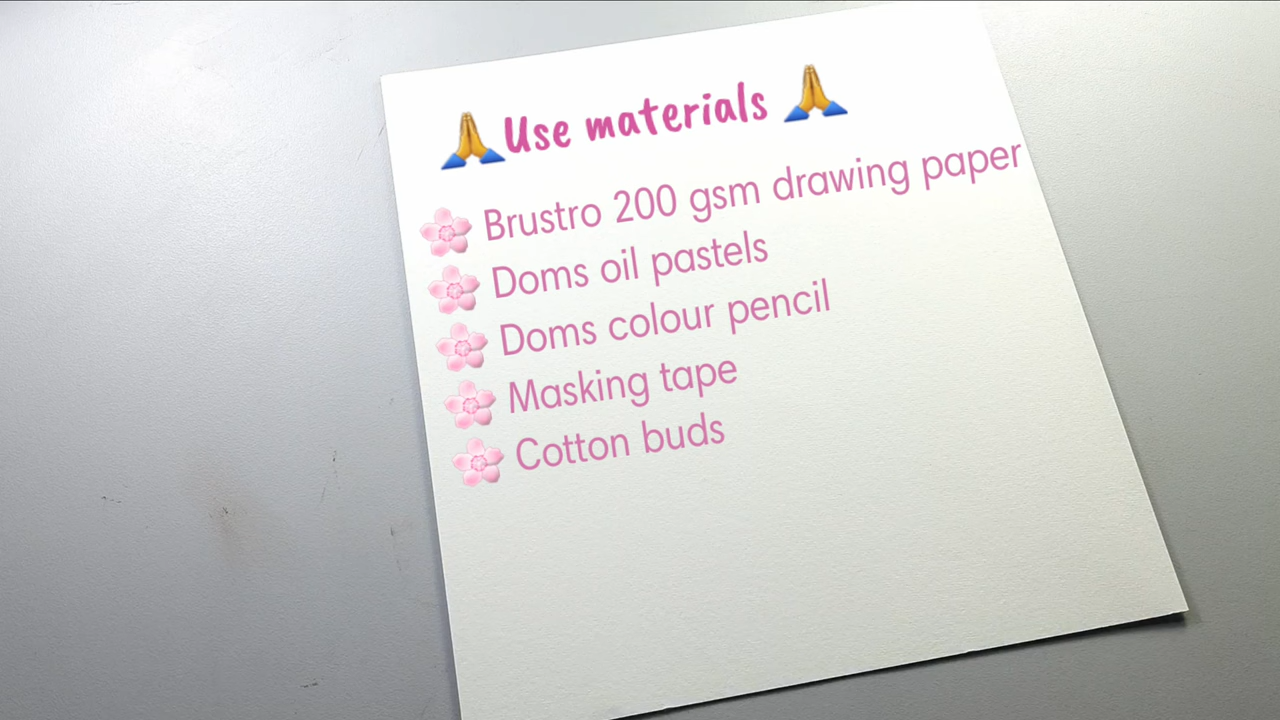 🙏Use materials 🙏
🌸 Brustro 200 gsm drawing paper
🌸 Doms oil pastels
🌸 Doms colour pencil
🌸 Masking tape
🌸 Cotton buds